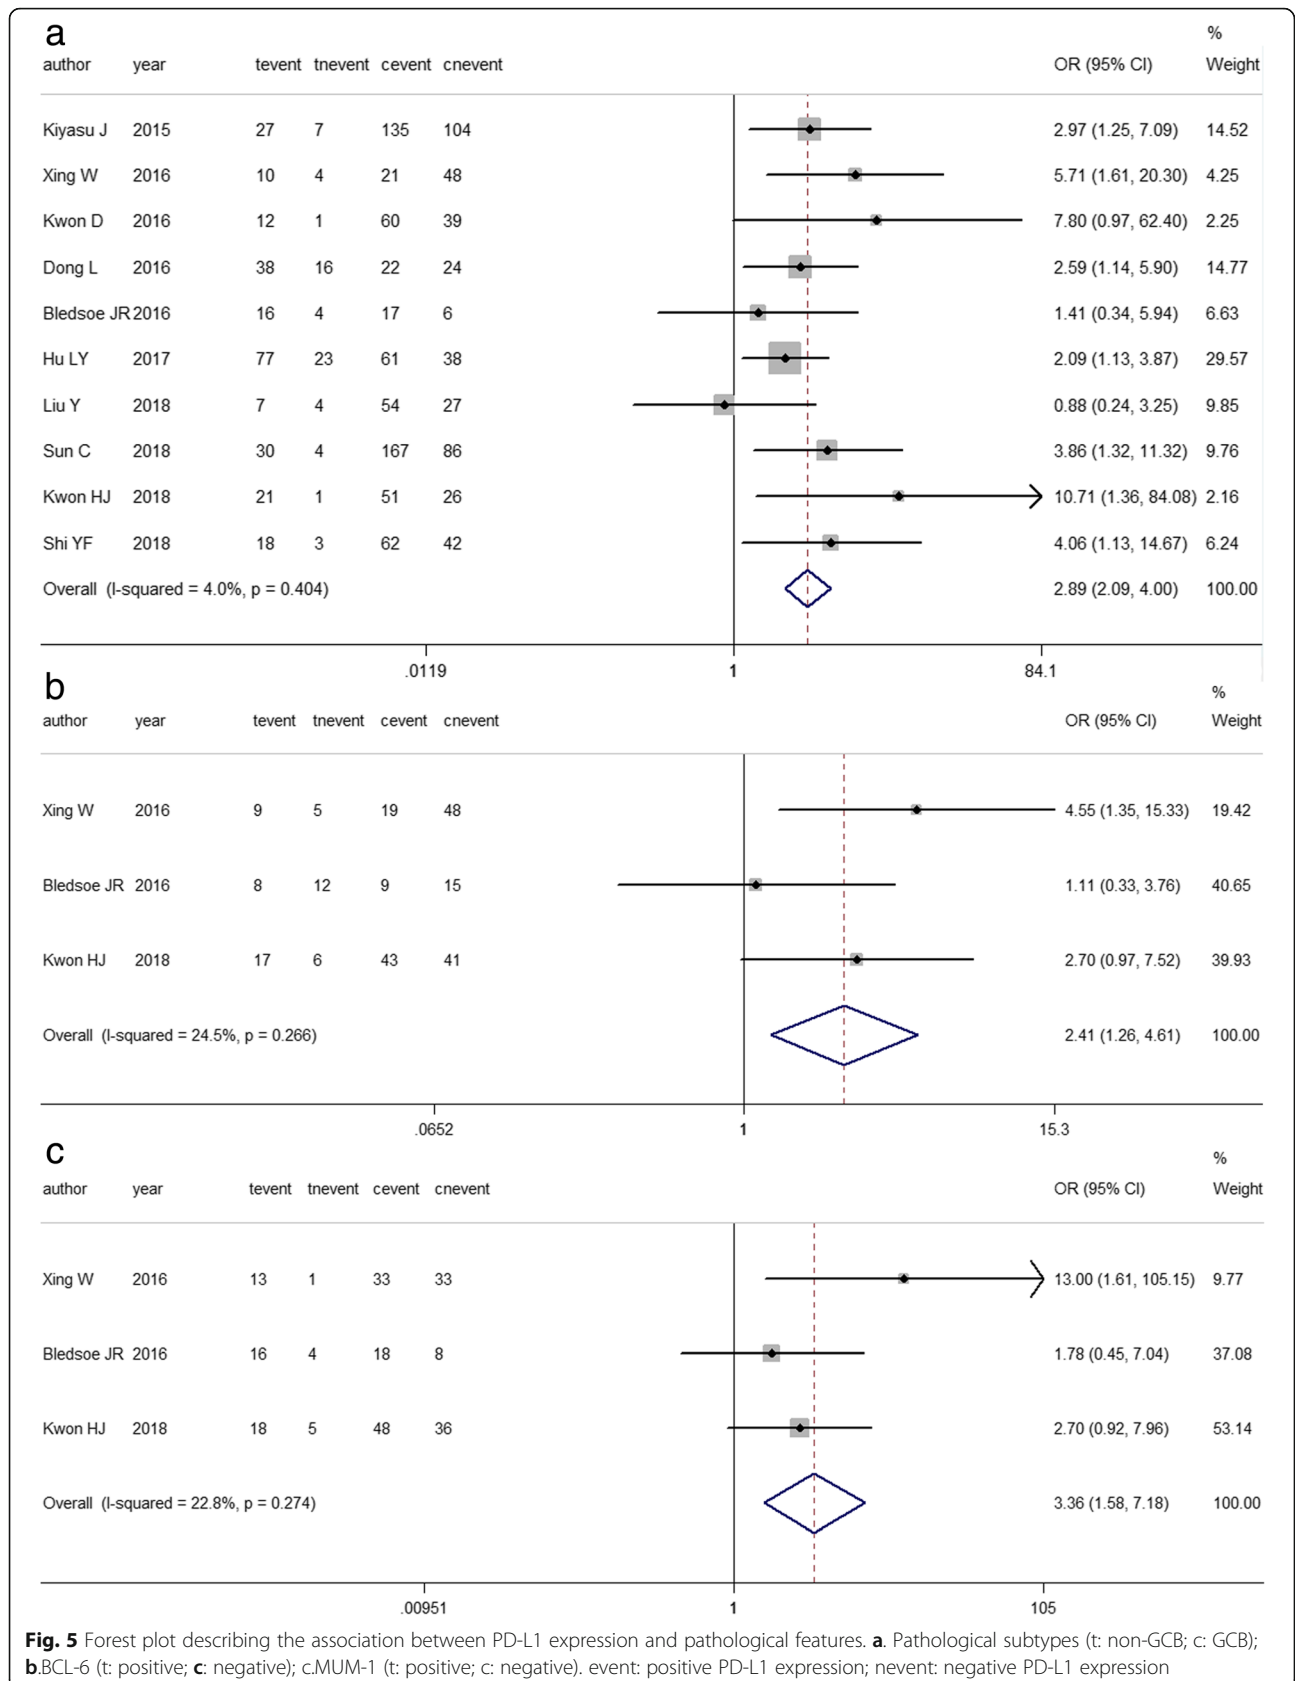 a
%
author year tevent tnevent cevent cnevent OR (95% CI) Weight
Kiyasu J 2015 27 7 135 104 2.97 (1.25, 7.09) 14.52
Xing W 2016 10 4 21 48 5.71 (1.61, 20.30) 4.25
Kwon D 2016 12 1 60 39 7.80 (0.97, 62.40) 2.25
Dong L 2016 38 16 22 24 2.59 (1.14, 5.90) 14.77
Bledsoe JR 2016 16 4 17 6 1.41 (0.34, 5.94) 6.63
Hu LY 2017 77 23 61 38 2.09 (1.13, 3.87) 29.57
Liu Y 2018 7 4 54 27 0.88 (0.24, 3.25) 9.85
Sun C 2018 30 4 167 86 3.86 (1.32, 11.32) 9.76
Kwon HJ 2018 21 1 51 26 10.71 (1.36, 84.08) 2.16
Shi YF 2018 18 3 62 42 4.06 (1.13, 14.67) 6.24
Overall (I-squared = 4.0%, p = 0.404) 2.89 (2.09, 4.00) 100.00
.0119 1 84.1
b
%
author year tevent tnevent cevent cnevent OR (95% CI) Weight
Xing W 2016 9 5 19 48 4.55 (1.35, 15.33) 19.42
Bledsoe JR 2016 8 12 9 15 1.11 (0.33, 3.76) 40.65
Kwon HJ 2018 17 6 43 41 2.70 (0.97, 7.52) 39.93
Overall (I-squared = 24.5%, p = 0.266) 2.41 (1.26, 4.61) 100.00
.0652 1 15.3
c
%
author year tevent tnevent cevent cnevent OR (95% CI) Weight
Xing W 2016 13 1 33 33 13.00 (1.61, 105.15) 9.77
Bledsoe JR 2016 16 4 18 8 1.78 (0.45, 7.04) 37.08
Kwon HJ 2018 18 5 48 36 2.70 (0.92, 7.96) 53.14
Overall (I-squared = 22.8%, p = 0.274) 3.36 (1.58, 7.18) 100.00
.00951 1 105
Fig. 5 Forest plot describing the association between PD-L1 expression and pathological features. a. Pathological subtypes (t: non-GCB; c: GCB);
b.BCL-6 (t: positive; c: negative); c.MUM-1 (t: positive; c: negative). event: positive PD-L1 expression; nevent: negative PD-L1 expression